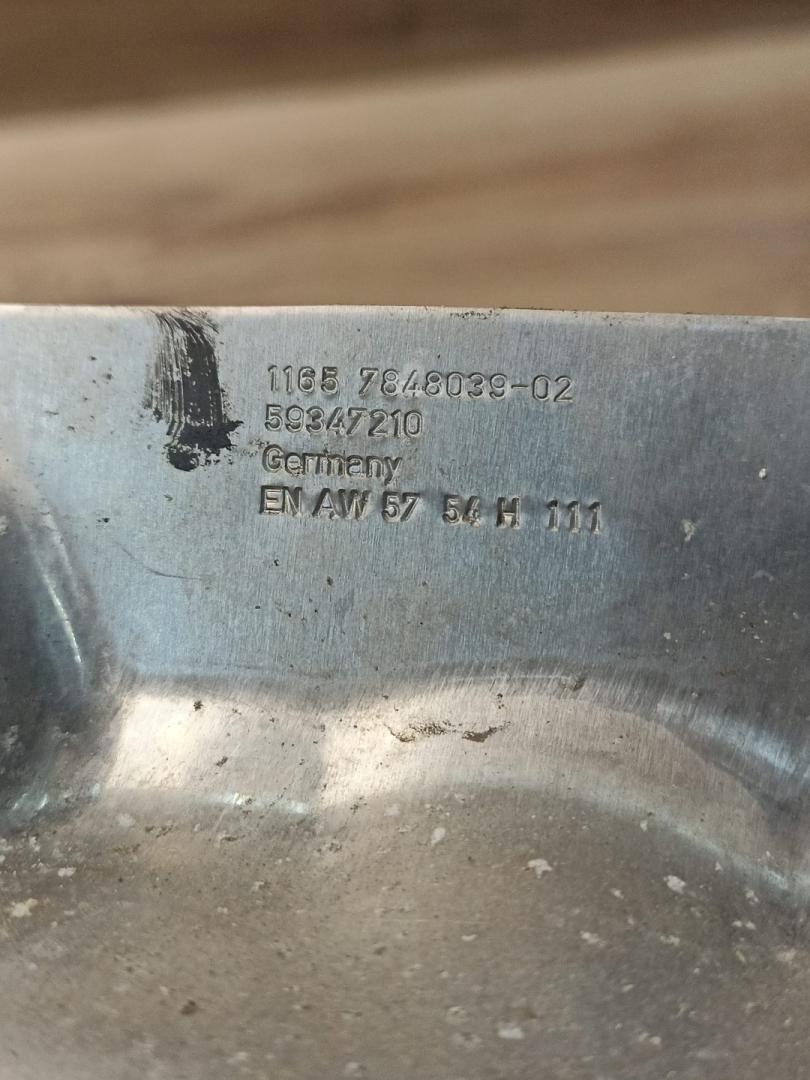 1165 7848039-02
59347210
Germany
EN AW 57 54 H 111